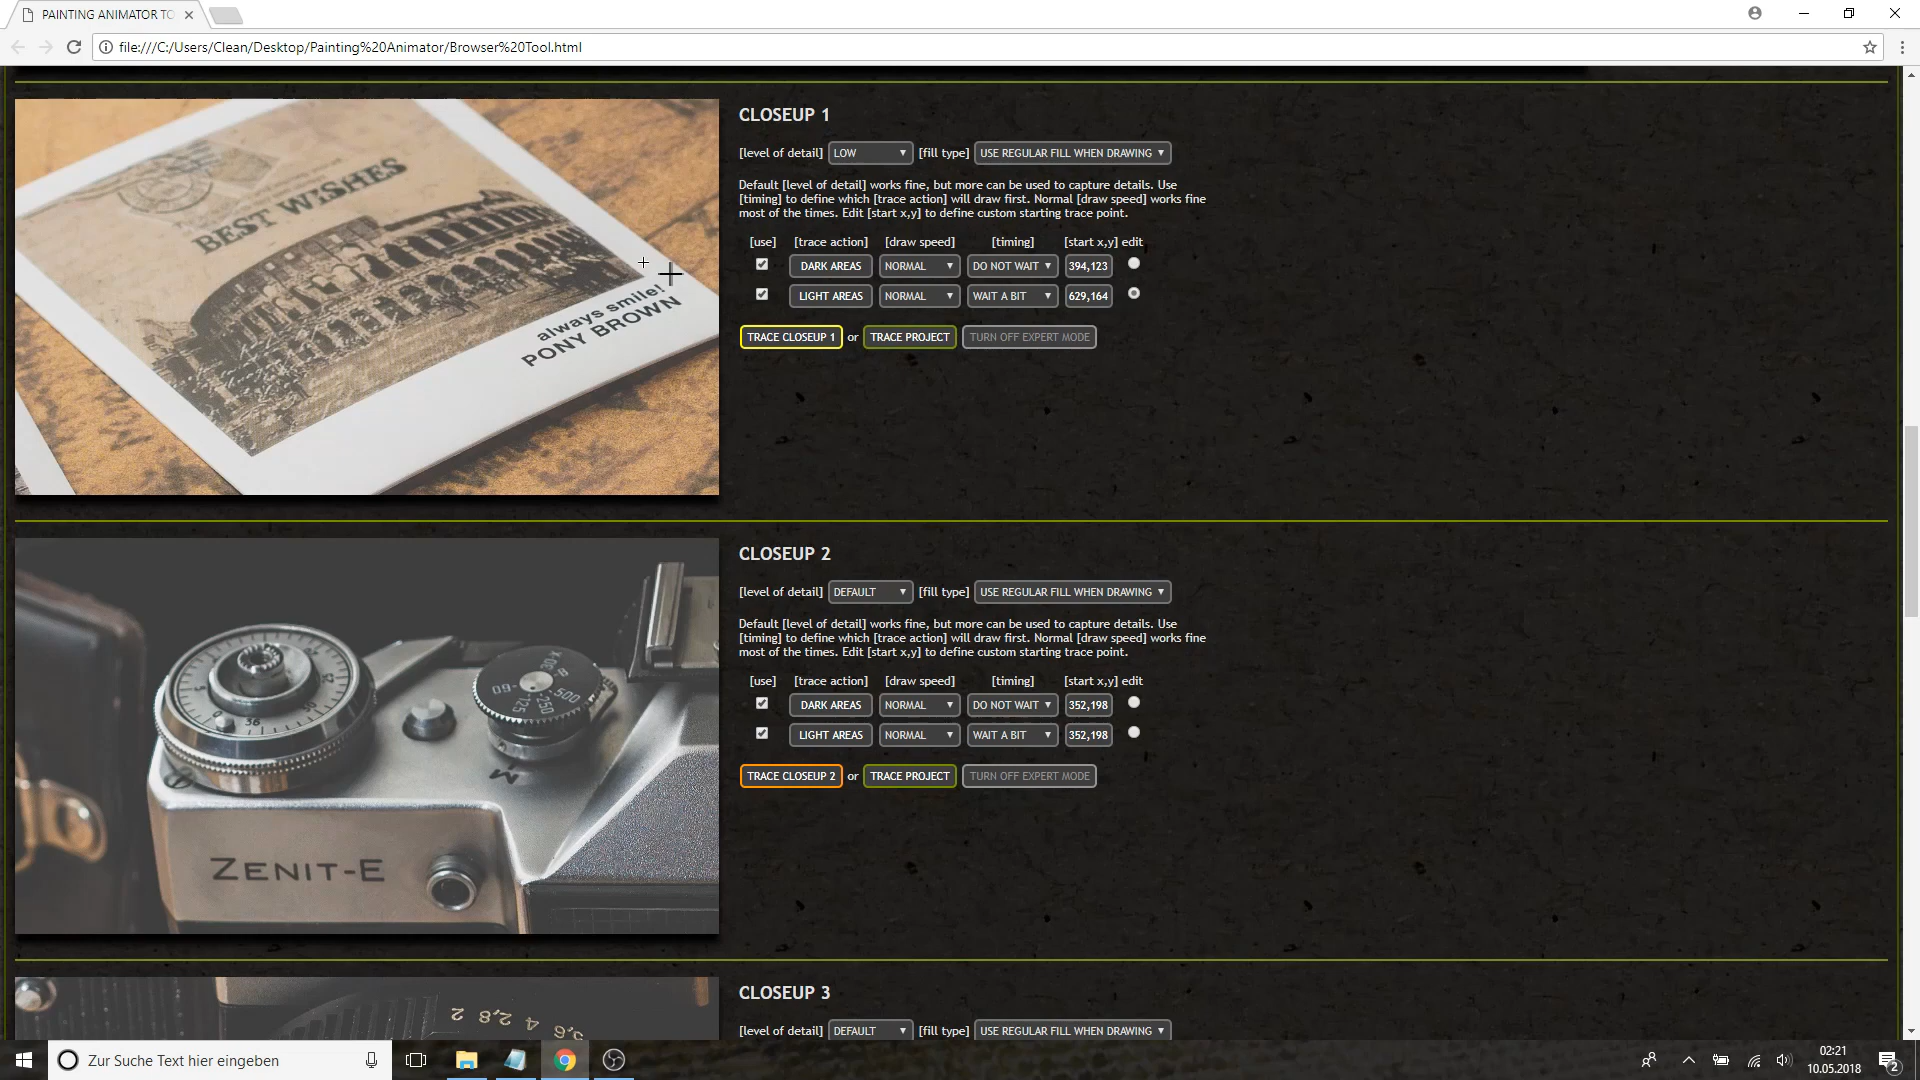 PAINTING ANIMATOR TO
file:///C:/Users/Clean/Desktop/Painting%20Animator/Browser%20Tool.html
BEST WISHES
always smile!
PONY BROWN
CLOSEUP 1
[level of detail] LOW [fill type] USE REGULAR FILL WHEN DRAWING
Default [level of detail] works fine, but more can be used to capture details. Use
[timing] to define which [trace action] will draw first. Normal [draw speed] works fine
most of the times. Edit [start x,y] to define custom starting trace point.
[use] [trace action] [draw speed] [timing] [start x,y] edit
DARK AREAS NORMAL DO NOT WAIT 394,123
LIGHT AREAS NORMAL WAIT A BIT 629,164
TRACE CLOSEUP 1 or TRACE PROJECT TURN OFF EXPERT MODE
ZENIT-E
CLOSEUP 2
[level of detail] DEFAULT [fill type] USE REGULAR FILL WHEN DRAWING
Default [level of detail] works fine, but more can be used to capture details. Use
[timing] to define which [trace action] will draw first. Normal [draw speed] works fine
most of the times. Edit [start x,y] to define custom starting trace point.
[use] [trace action] [draw speed] [timing] [start x,y] edit
DARK AREAS NORMAL DO NOT WAIT 352,198
LIGHT AREAS NORMAL WAIT A BIT 352,198
TRACE CLOSEUP 2 or TRACE PROJECT TURN OFF EXPERT MODE
2 2,8 4 5,6
CLOSEUP 3
[level of detail] DEFAULT [fill type] USE REGULAR FILL WHEN DRAWING
Zur Suche Text hier eingeben
02:21
10.05.2018
2